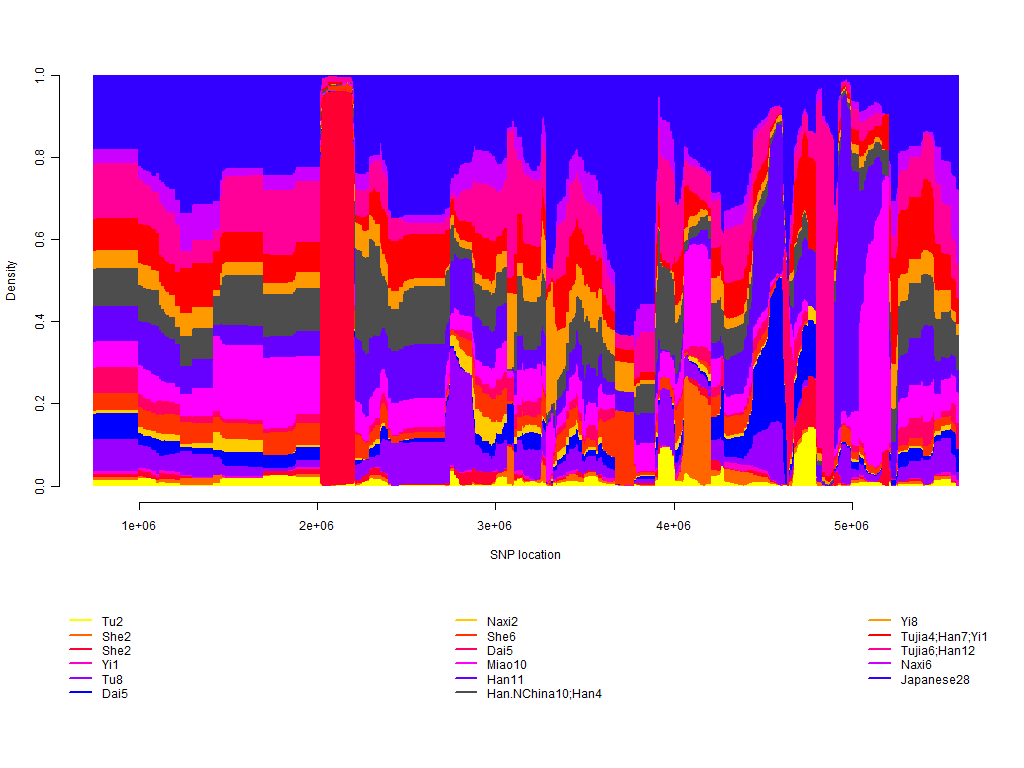 1.0
0.8
0.6
0.4
0.2
0.0
Density
1e+06 2e+06 3e+06 4e+06 5e+06
SNP location
Tu2 Naxi2 Yi8
She2 She6 Tujia4;Han7;Yi1
She2 Dai5 Tujia6;Han12
Yi1 Miao10 Naxi6
Tu8 Han11 Japanese28
Dai5 Han.NChina10;Han4